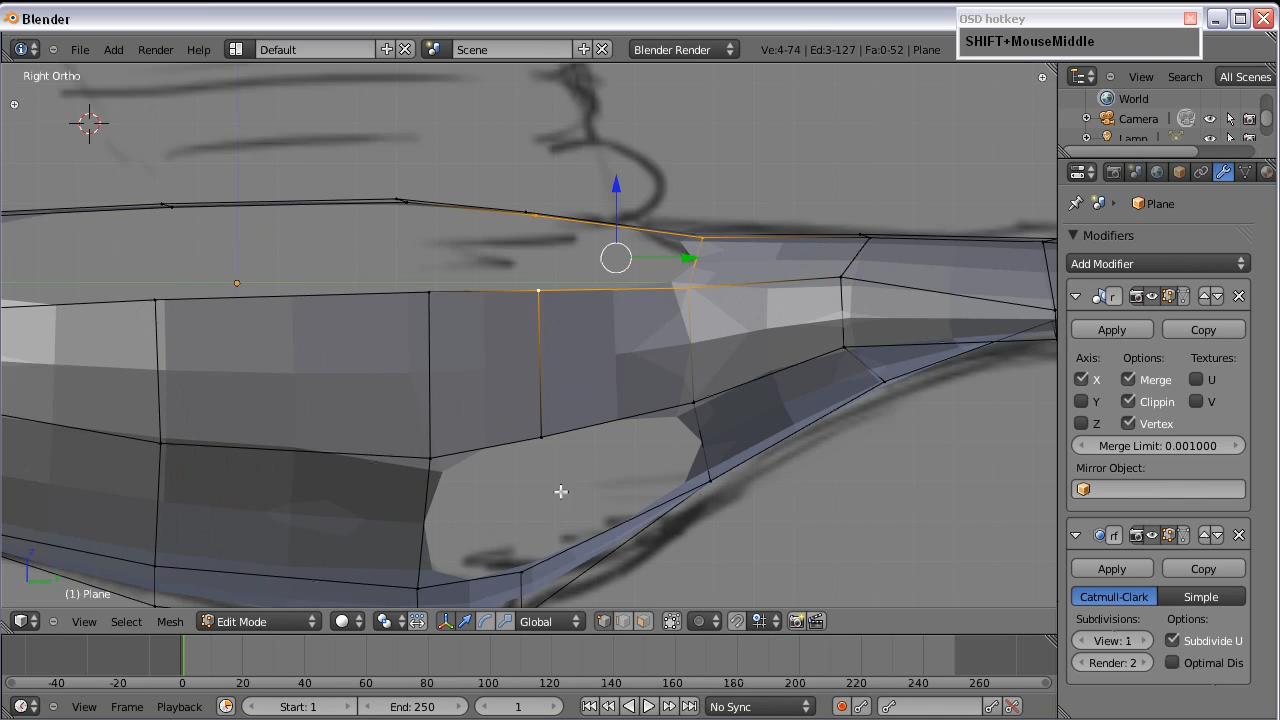 Blender
OSD hotkey
SHIFT+MouseMiddle
File Add Render Help Default Scene Blender Render Ve:4-74 | Ed:3-127 | Fa:0-52 | Plane
View Search All Scenes
Right Ortho
World
Camera
Lamp
Plane
Modifiers
Add Modifier
r
Apply Copy
Axis: Options: Textures:
X Merge U
Y Clippin V
Z Vertex
Merge Limit: 0.001000
Mirror Object:
rf
Apply Copy
Catmull-Clark Simple
Subdivisions: Options:
View: 1 Subdivide U
Render: 2 Optimal Dis
z
(1) Plane
View Select Mesh Edit Mode Global
-40 -20 0 20 40 60 80 100 120 140 160 180 200 220 240 260
View Frame Playback Start: 1 End: 250 1 No Sync